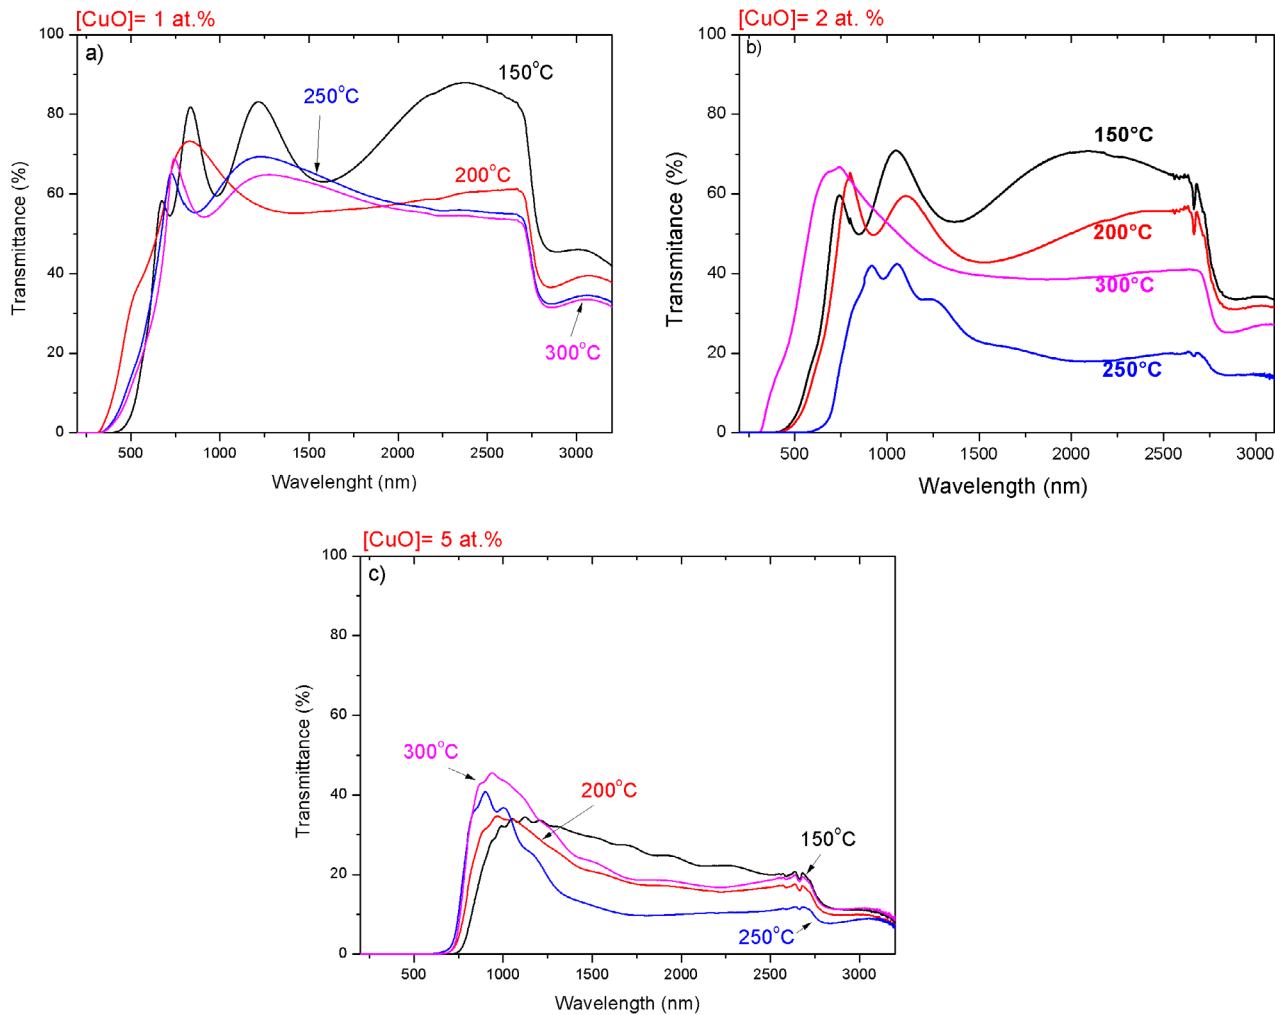 [CuO]= 1 at.%
a)
100
80
60
40
20
0
Transmittance (%)
500
1000
1500
2000
2500
3000
Wavelenght (nm)
150°C
250°C
200°C
300°C
[CuO]= 2 at. %
b)
100
80
60
40
20
0
Transmitance (%)
500
1000
1500
2000
2500
3000
Wavelength (nm)
150°C
200°C
300°C
250°C
[CuO]= 5 at.%
c)
100
80
60
40
20
0
Transmittance (%)
500
1000
1500
2000
2500
3000
Wavelength (nm)
300°C
200°C
150°C
250°C